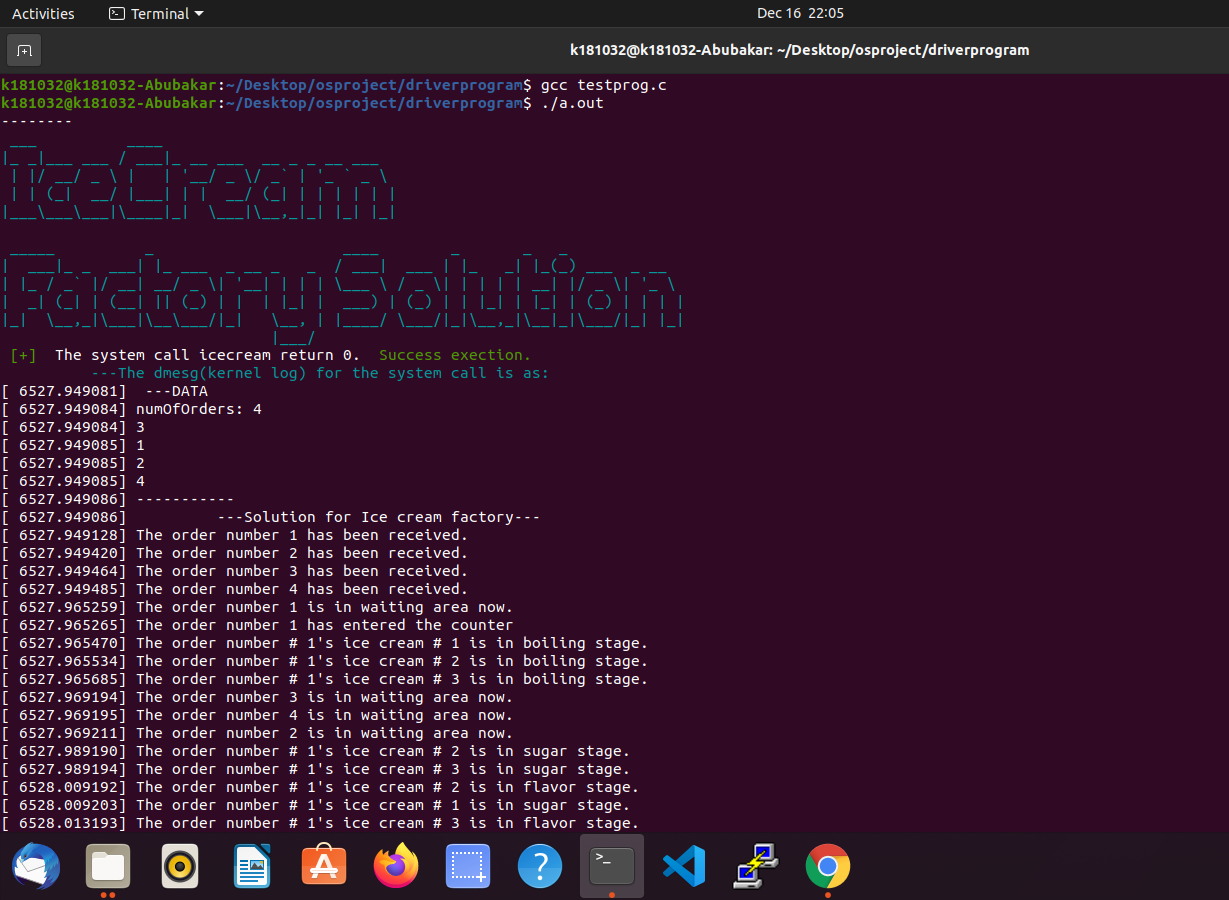 Activities
Terminal
Dec 16 22:05
k181032@k181032-Abubakar: ~/Desktop/osproject/driverprogram
k181032@k181032-Abubakar:~/Desktop/osproject/driverprogram$ gcc testprog.c
k181032@k181032-Abubakar:~/Desktop/osproject/driverprogram$ ./a.out
--------
IceCream
Factory Solution
[+]  The system call icecream return 0.  Success exection.
---The dmesg(kernel log) for the system call is as:
[ 6527.949081]  ---DATA
[ 6527.949084] numOfOrders: 4
[ 6527.949084] 3
[ 6527.949085] 1
[ 6527.949085] 2
[ 6527.949085] 4
[ 6527.949086] -----------
[ 6527.949086]          ---Solution for Ice cream factory---
[ 6527.949128] The order number 1 has been received.
[ 6527.949420] The order number 2 has been received.
[ 6527.949464] The order number 3 has been received.
[ 6527.949485] The order number 4 has been received.
[ 6527.965259] The order number 1 is in waiting area now.
[ 6527.965265] The order number 1 has entered the counter
[ 6527.965470] The order number # 1's ice cream # 1 is in boiling stage.
[ 6527.965534] The order number # 1's ice cream # 2 is in boiling stage.
[ 6527.965685] The order number # 1's ice cream # 3 is in boiling stage.
[ 6527.969194] The order number 3 is in waiting area now.
[ 6527.969195] The order number 4 is in waiting area now.
[ 6527.969211] The order number 2 is in waiting area now.
[ 6527.989190] The order number # 1's ice cream # 2 is in sugar stage.
[ 6527.989194] The order number # 1's ice cream # 3 is in sugar stage.
[ 6528.009192] The order number # 1's ice cream # 2 is in flavor stage.
[ 6528.009203] The order number # 1's ice cream # 1 is in sugar stage.
[ 6528.013193] The order number # 1's ice cream # 3 is in flavor stage.